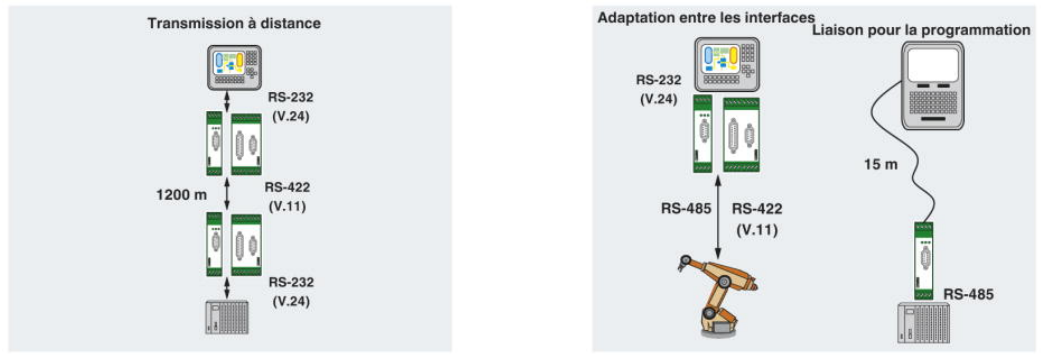 Transmission à distance
RS-232
(V.24)
1200 m
RS-422
(V.11)
RS-232
(V.24)
Adaptation entre les interfaces
RS-232
(V.24)
RS-485
RS-422
(V.11)
Liaison pour la programmation
15 m
RS-485